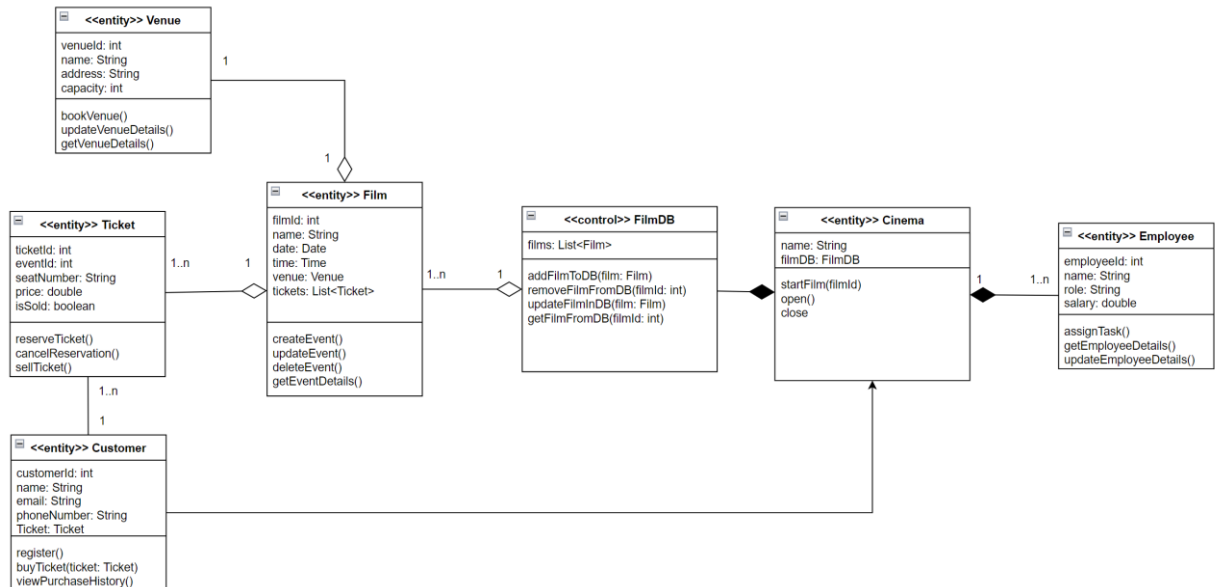 <<entity>> Venue
venueId: int
name: String
address: String
capacity: int
bookVenue()
updateVenueDetails()
getVenueDetails()
1
1
<<entity>> Ticket
ticketId: int
eventId: int
seatNumber: String
price: double
isSold: boolean
reserveTicket()
cancelReservation()
sellTicket()
1..n
1
<<entity>> Film
filmId: int
name: String
date: Date
time: Time
venue: Venue
tickets: List<Ticket>
createEvent()
updateEvent()
deleteEvent()
getEventDetails()
1..n
1
<<control>> FilmDB
films: List<Film>
addFilmToDB(film: Film)
removeFilmFromDB(filmId: int)
updateFilmInDB(film: Film)
getFilmFromDB(filmId: int)
<<entity>> Cinema
name: String
filmDB: FilmDB
startFilm(filmId)
open()
close
1
1..n
<<entity>> Employee
employeeId: int
name: String
role: String
salary: double
assignTask()
getEmployeeDetails()
updateEmployeeDetails()
1..n
1
<<entity>> Customer
customerId: int
name: String
email: String
phoneNumber: String
Ticket: Ticket
register()
buyTicket(ticket: Ticket)
viewPurchaseHistory()